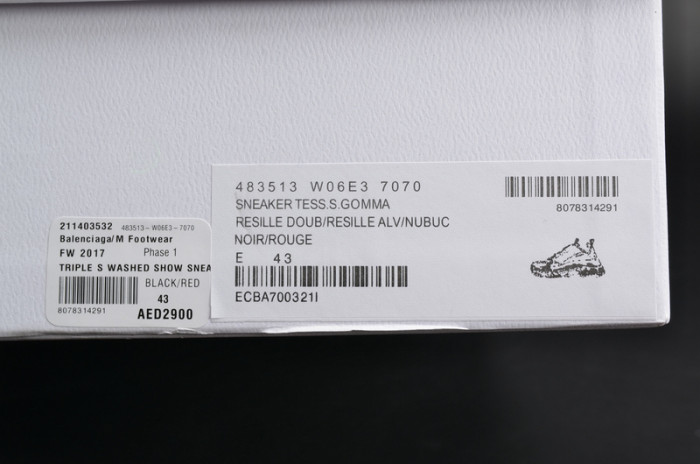 483513 W06E3 7070
SNEAKER TESS.S.GOMMA
RESILLE DOUB/RESILLE ALV/NUBUC
NOIR/ROUGE
E 43
ECBA700321I
8078314291
211403532 483513-W06E3-7070
Balenciaga/M Footwear
FW 2017 Phase 1
TRIPLE S WASHED SHOW SNEA
BLACK/RED
43
8078314291
AED2900